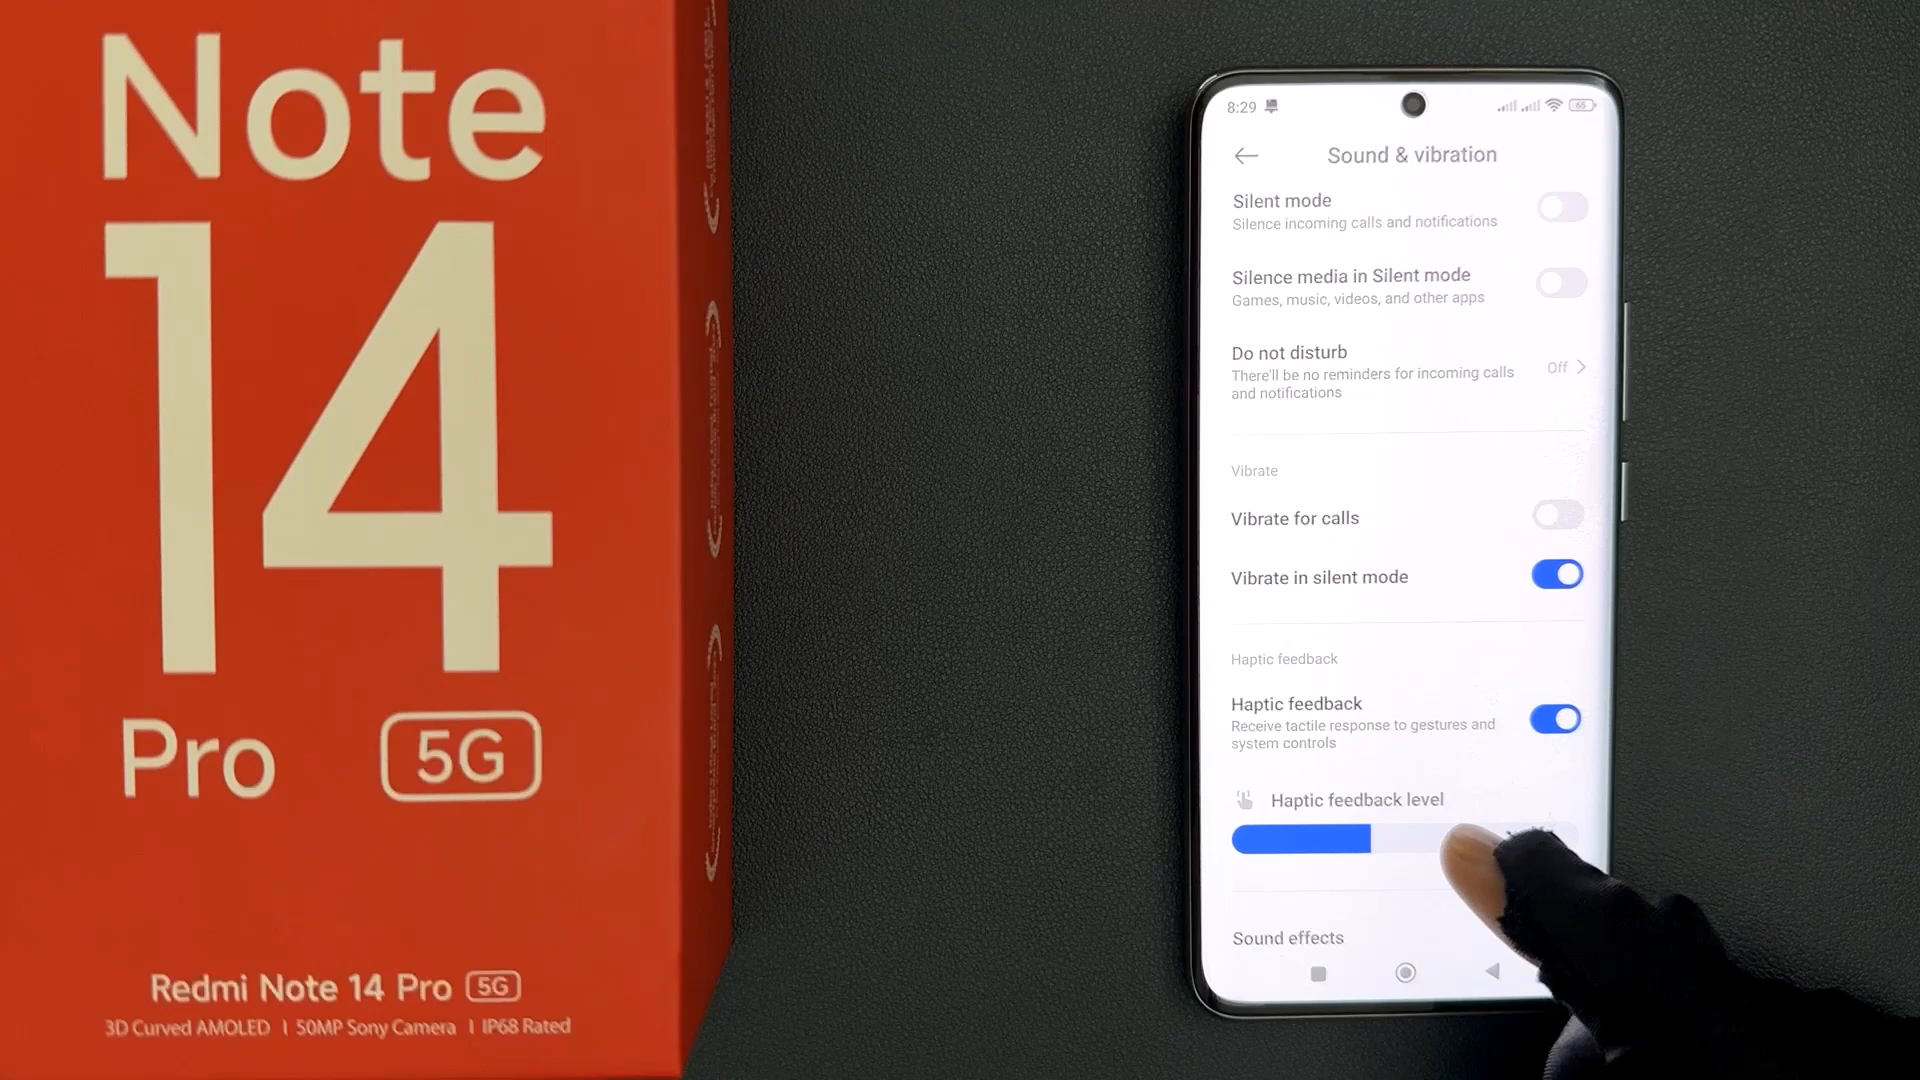 Note
14
Pro 5G
Redmi Note 14 Pro 5G
3D Curved AMOLED | 50MP Sony Camera | IP68 Rated
8:29
65
Sound & vibration
Silent mode
Silence incoming calls and notifications
Silence media in Silent mode
Games, music, videos, and other apps
Do not disturb
There'll be no reminders for incoming calls
and notifications
Off
Vibrate
Vibrate for calls
Vibrate in silent mode
Haptic feedback
Haptic feedback
Receive tactile response to gestures and
system controls
Haptic feedback level
Sound effects